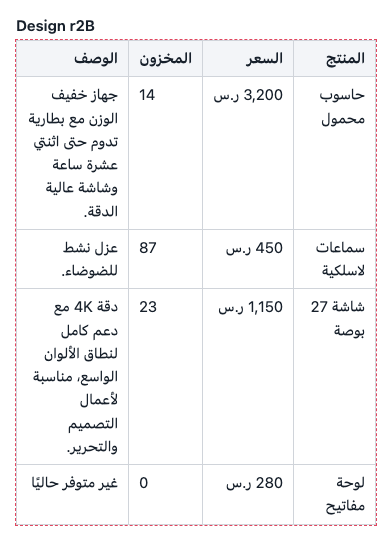 Design r2B
المنتج السعر المخزون الوصف
حاسوب محمول 3,200 ر.س 14 جهاز خفيف
الوزن مع بطارية
تدوم حتى اثنتي
عشرة ساعة
وشاشة عالية
الدقة.
سماعات لاسلكية 450 ر.س 87 عزل نشط
للضوضاء.
شاشة 27 بوصة 1,150 ر.س 23 دقة 4K مع
دعم كامل
لنطاق الألوان
الواسع، مناسبة
لأعمال
التصميم
والتحرير.
لوحة مفاتيح 280 ر.س 0 غير متوفر حاليًا